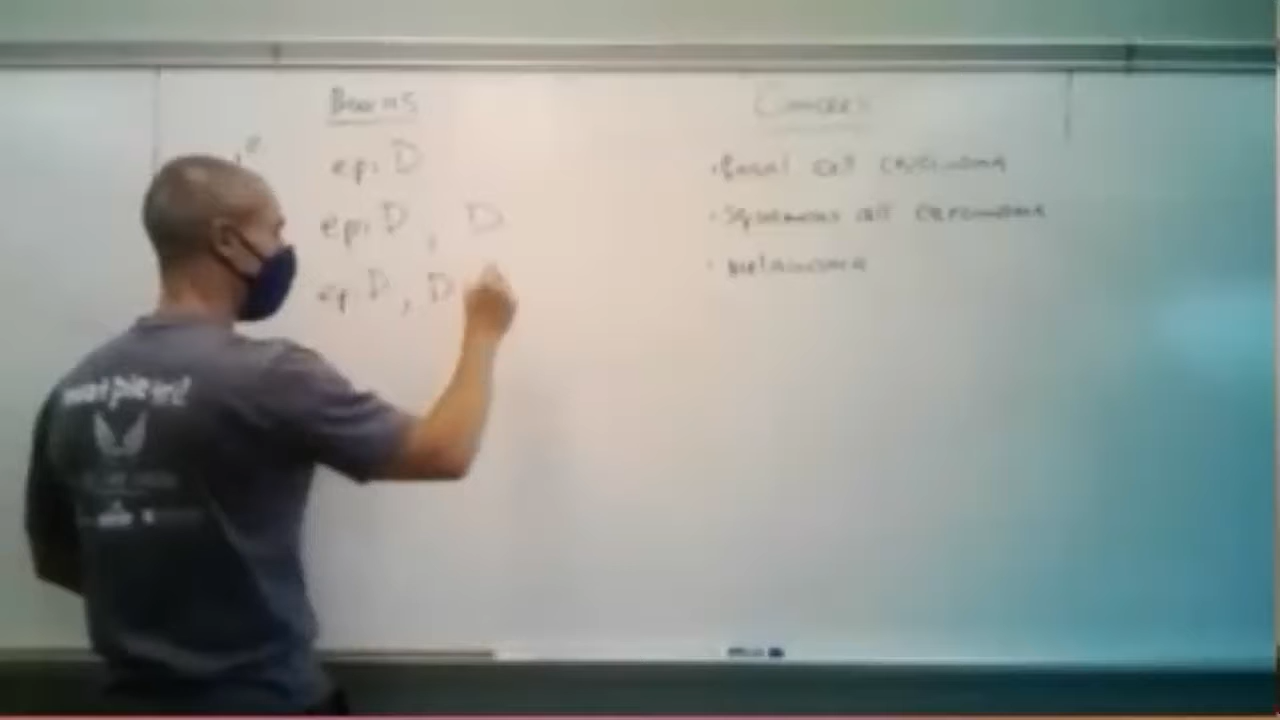 Burns
epi D
epi D, D
epi D, D
Cancers
• Basal cell carcinoma
• Squamous cell carcinoma
• melanoma